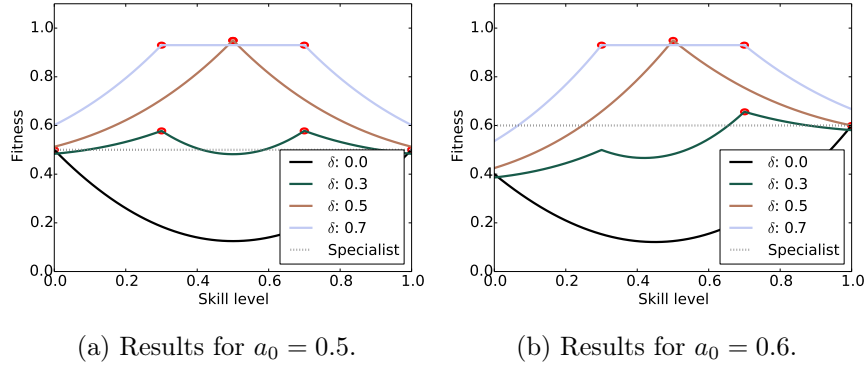 1.0
0.8
0.6
0.4
0.2
0.0
Fitness
0.0 0.2 0.4 0.6 0.8 1.0
Skill level
δ: 0.0
δ: 0.3
δ: 0.5
δ: 0.7
Specialist
(a) Results for a₀ = 0.5.
1.0
0.8
0.6
0.4
0.2
0.0
Fitness
0.0 0.2 0.4 0.6 0.8 1.0
Skill level
δ: 0.0
δ: 0.3
δ: 0.5
δ: 0.7
Specialist
(b) Results for a₀ = 0.6.